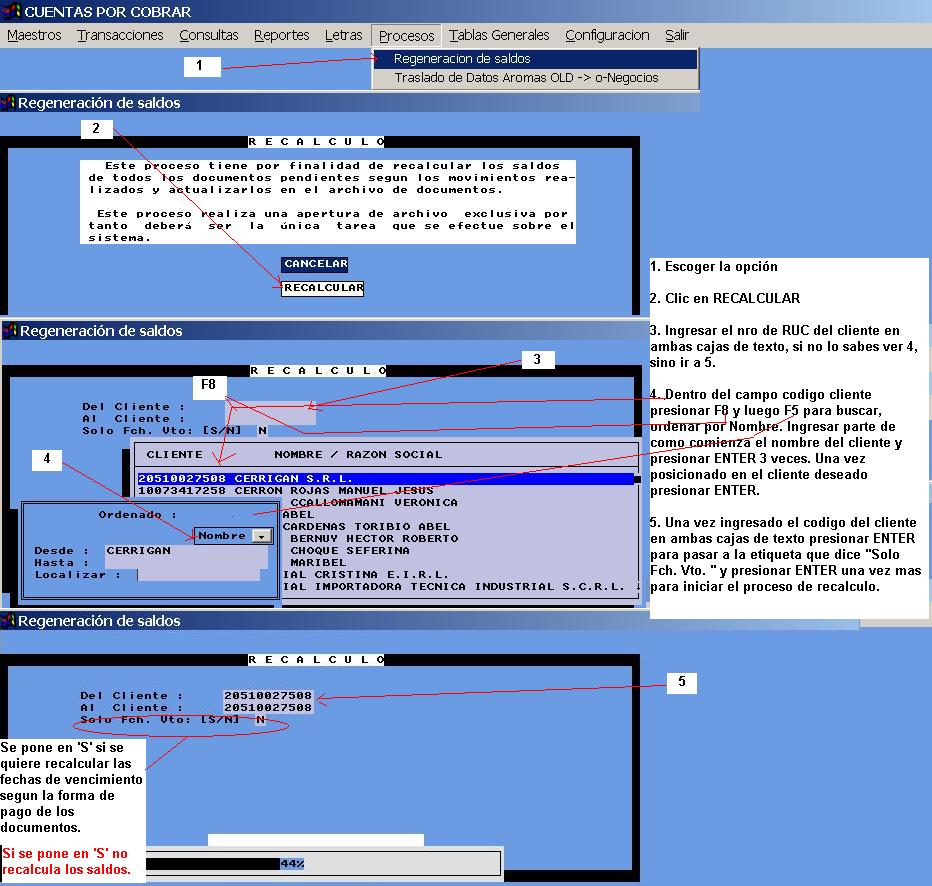 CUENTAS POR COBRAR
Maestros Transacciones Consultas Reportes Letras Procesos Tablas Generales Configuracion Salir
1
Regeneracion de saldos
Traslado de Datos Aromas OLD -> o-Negocios
Regeneración de saldos
2
R E C A L C U L O
Este proceso tiene por finalidad de recalcular los saldos
de todos los documentos pendientes segun los movimientos rea-
lizados y actualizarlos en el archivo de documentos.
Este proceso realiza una apertura de archivo exclusiva por
tanto deberá ser la única tarea que se efectue sobre el
sistema.
CANCELAR
RECALCULAR
Regeneración de saldos
R E C A L C U L O
3
F8
Del Cliente :
Al Cliente :
Solo Fch. Vto: [S/N] N
CLIENTE NOMBRE / RAZON SOCIAL
4
20510027508 CERRIGAN S.R.L.
10073417258 CERRON ROJAS MANUEL JESUS
CCALLOMAMANI VERONICA
ABEL
CARDENAS TORIBIO ABEL
BERNUY HECTOR ROBERTO
CHOQUE SEFERINA
MARIBEL
IAL CRISTINA E.I.R.L.
IAL IMPORTADORA TECNICA INDUSTRIAL S.C.R.L.
Ordenado :
Nombre
Desde : CERRIGAN
Hasta :
Localizar :
1. Escoger la opción
2. Clic en RECALCULAR
3. Ingresar el nro de RUC del cliente en
ambas cajas de texto, si no lo sabes ver 4,
sino ir a 5.
4. Dentro del campo codigo cliente
presionar F8 y luego F5 para buscar,
ordenar por Nombre. Ingresar parte de
como comienza el nombre del cliente y
presionar ENTER 3 veces. Una vez
posicionado en el cliente deseado
presionar ENTER.
5. Una vez ingresado el codigo del cliente
en ambas cajas de texto presionar ENTER
para pasar a la etiqueta que dice "Solo
Fch. Vto. " y presionar ENTER una vez mas
para iniciar el proceso de recalculo.
Regeneración de saldos
R E C A L C U L O
5
Del Cliente : 20510027508
Al Cliente : 20510027508
Solo Fch. Vto: [S/N] N
Se pone en 'S' si se
quiere recalcular las
fechas de vencimiento
segun la forma de
pago de los
documentos.
Si se pone en 'S' no
recalcula los saldos.
44%